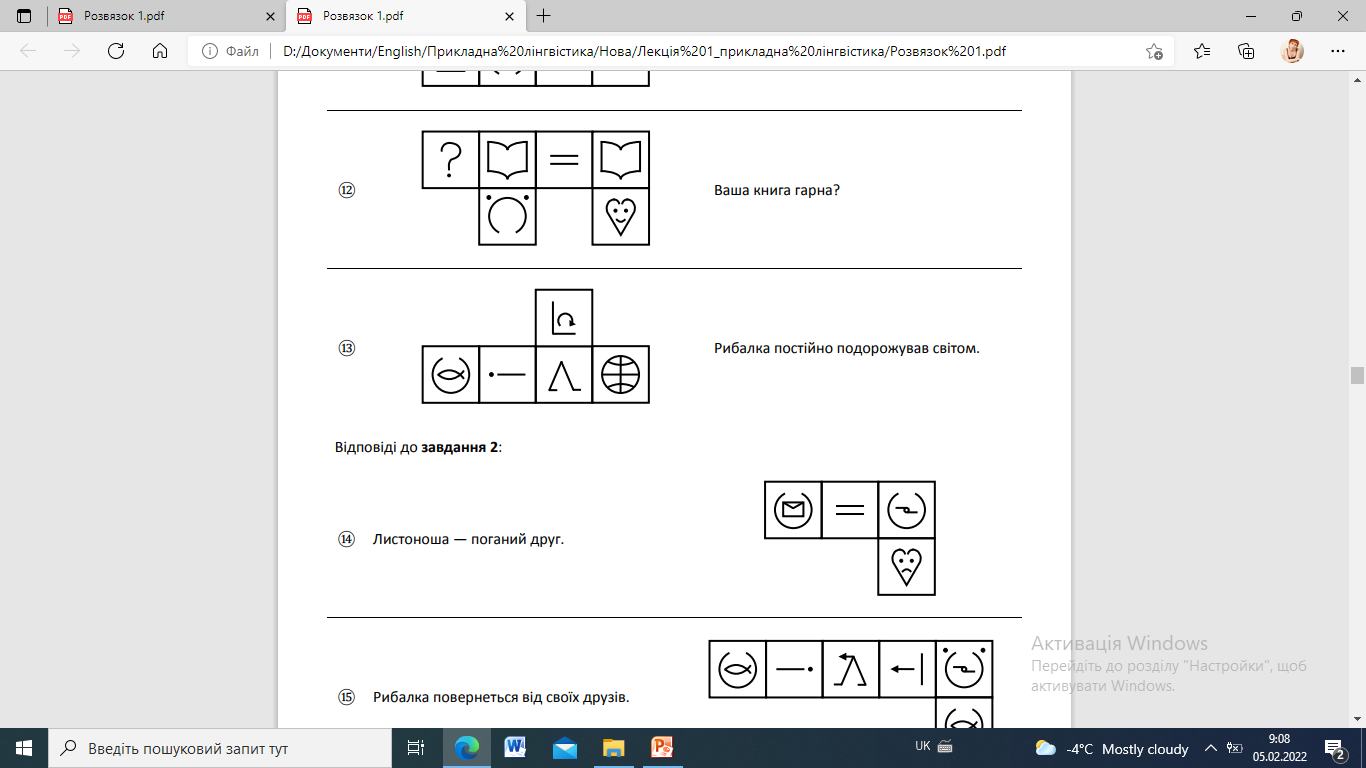 Розвязок 1.pdf
Розвязок 1.pdf
Файл
D:/Документи/English/Прикладна%20лінгвістика/Нова/Лекція%201_прикладна%20лінгвістика/Розвязок%201.pdf
⑫ ? = Ваша книга гарна?
⑬ Рибалка постійно подорожував світом.
Відповіді до завдання 2:
⑭ Листоноша — поганий друг. =
⑮ Рибалка повернеться від своїх друзів.
Активація Windows
Перейдіть до розділу "Настройки", щоб
активувати Windows.
Введіть пошуковий запит тут
UK
-4°C Mostly cloudy
9:08
05.02.2022
2